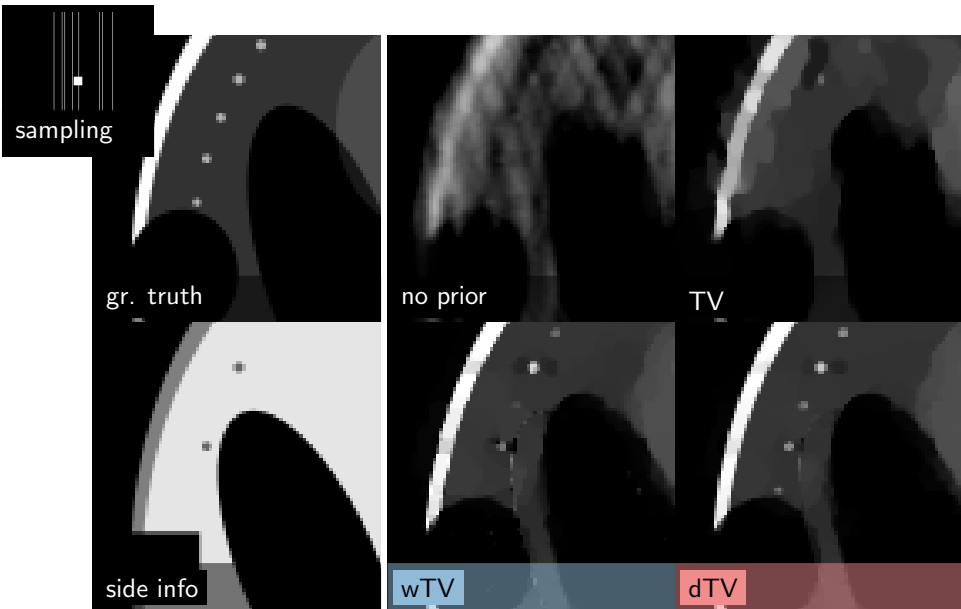 sampling
gr. truth
no prior
TV
side info
wTV
dTV